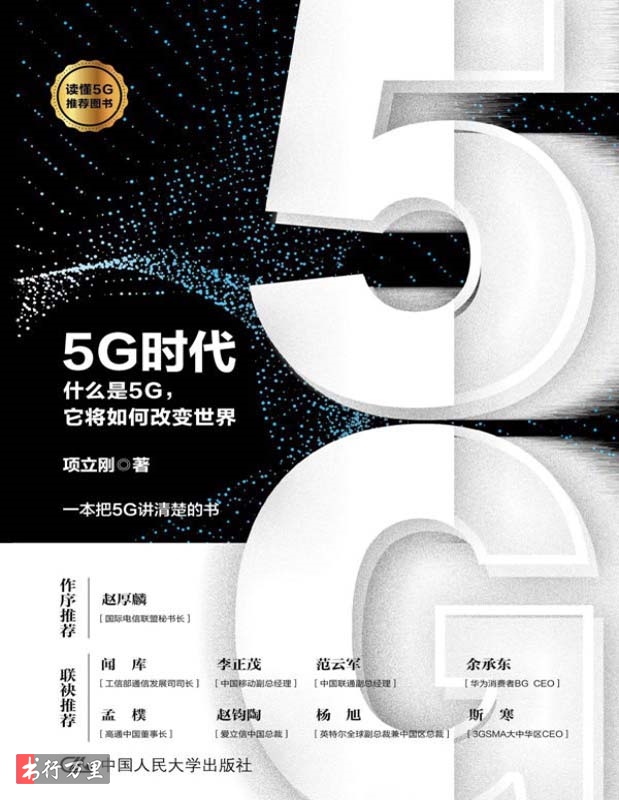 5G
读懂5G
推荐图书
5G时代
什么是5G，
它将如何改变世界
项立刚◎著
一本把5G讲清楚的书
作序推荐
赵厚麟
[国际电信联盟秘书长]
联袂推荐
闻 库 李正茂 范云军 余承东
[工信部通信发展司司长] [中国移动副总经理] [中国联通副总经理] [华为消费者BG CEO]
孟 樸 赵钧陶 杨 旭 斯 寒
[高通中国董事长] [爱立信中国总裁] [英特尔全球副总裁兼中国区总裁] [3GSMA大中华区CEO]
书行万里
中国人民大学出版社